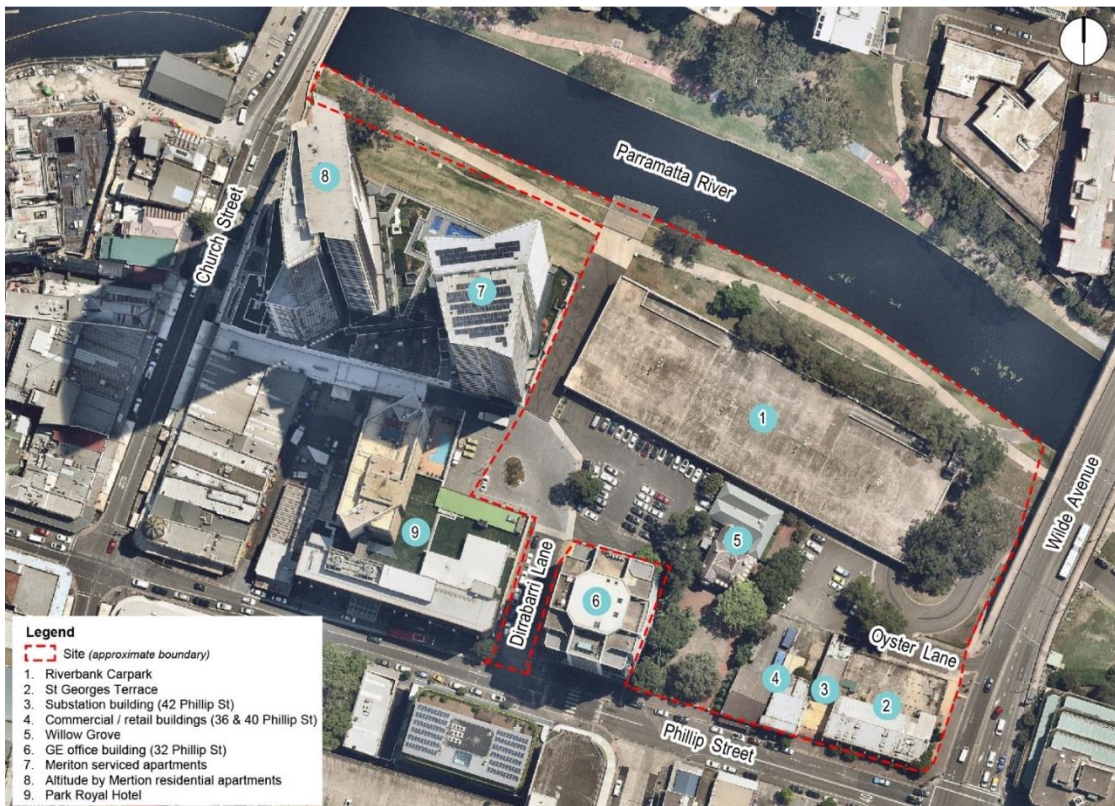 Parramatta River
Church Street
Wilde Avenue
Dirrabarri Lane
Oyster Lane
Phillip Street
8
7
1
9
5
6
4
3
2
Legend
Site (approximate boundary)
1. Riverbank Carpark
2. St Georges Terrace
3. Substation building (42 Phillip St)
4. Commercial / retail buildings (36 & 40 Phillip St)
5. Willow Grove
6. GE office building (32 Phillip St)
7. Meriton serviced apartments
8. Altitude by Mertion residential apartments
9. Park Royal Hotel